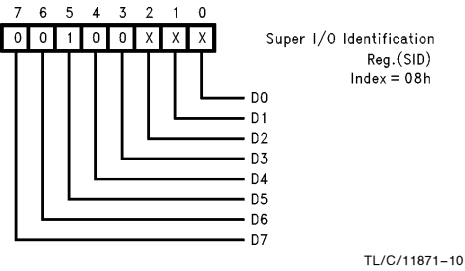 7 6 5 4 3 2 1 0
0 0 1 0 0 X X X
Super I/O Identification
Reg.(SID)
Index = 08h
D0
D1
D2
D3
D4
D5
D6
D7
TL/C/11871–10